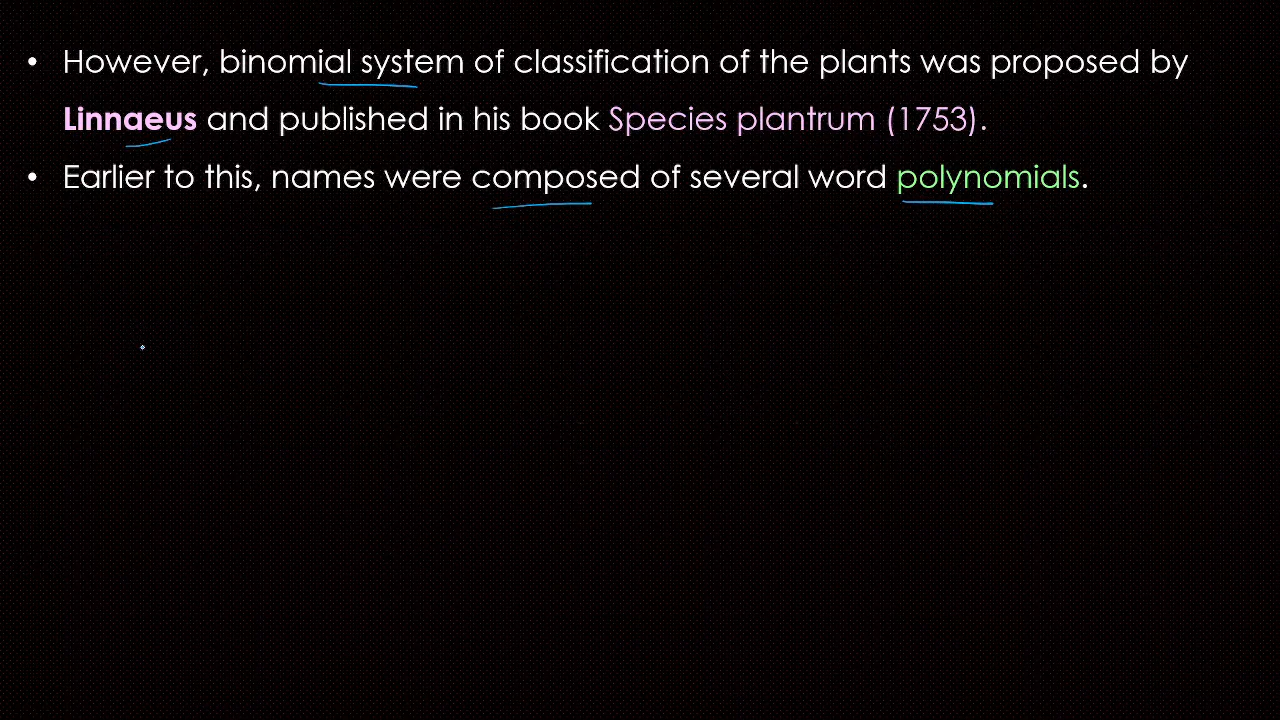 • However, binomial system of classification of the plants was proposed by
Linnaeus and published in his book Species plantrum (1753).
• Earlier to this, names were composed of several word polynomials.